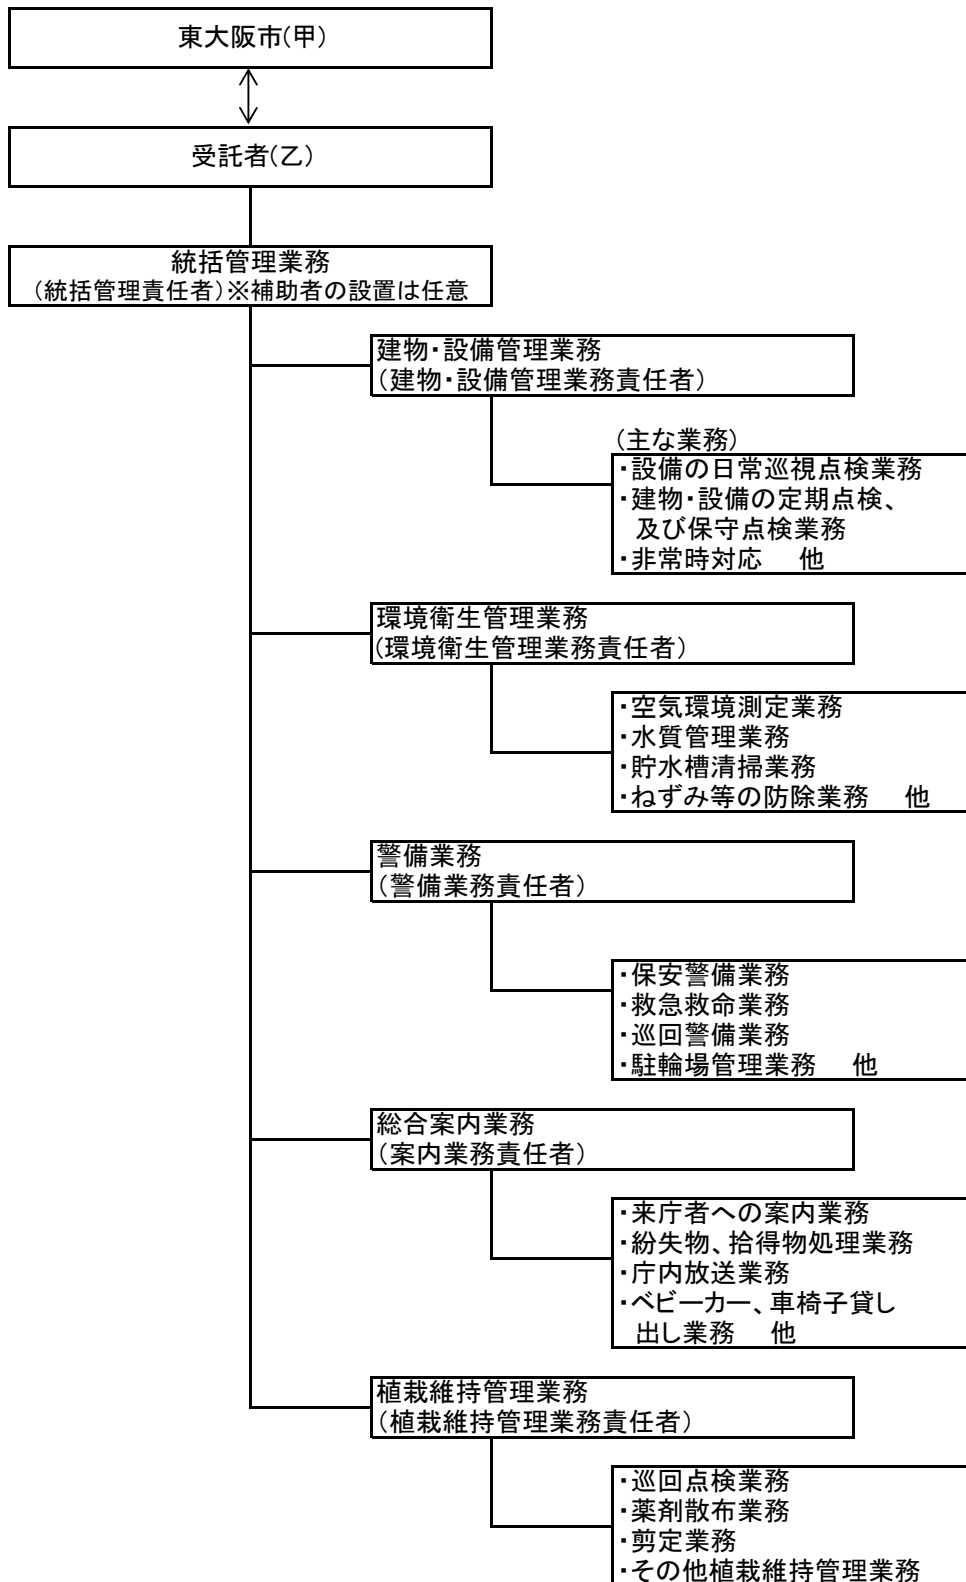 東大阪市(甲)
受託者(乙)
統括管理業務
(統括管理責任者)※補助者の設置は任意
建物・設備管理業務
(建物・設備管理業務責任者)
(主な業務)
・設備の日常巡視点検業務
・建物・設備の定期点検、
及び保守点検業務
・非常時対応　他
環境衛生管理業務
(環境衛生管理業務責任者)
・空気環境測定業務
・水質管理業務
・貯水槽清掃業務
・ねずみ等の防除業務　他
警備業務
(警備業務責任者)
・保安警備業務
・救急救命業務
・巡回警備業務
・駐輪場管理業務　他
総合案内業務
(案内業務責任者)
・来庁者への案内業務
・紛失物、拾得物処理業務
・庁内放送業務
・ベビーカー、車椅子貸し
出し業務　他
植栽維持管理業務
(植栽維持管理業務責任者)
・巡回点検業務
・薬剤散布業務
・剪定業務
・その他植栽維持管理業務